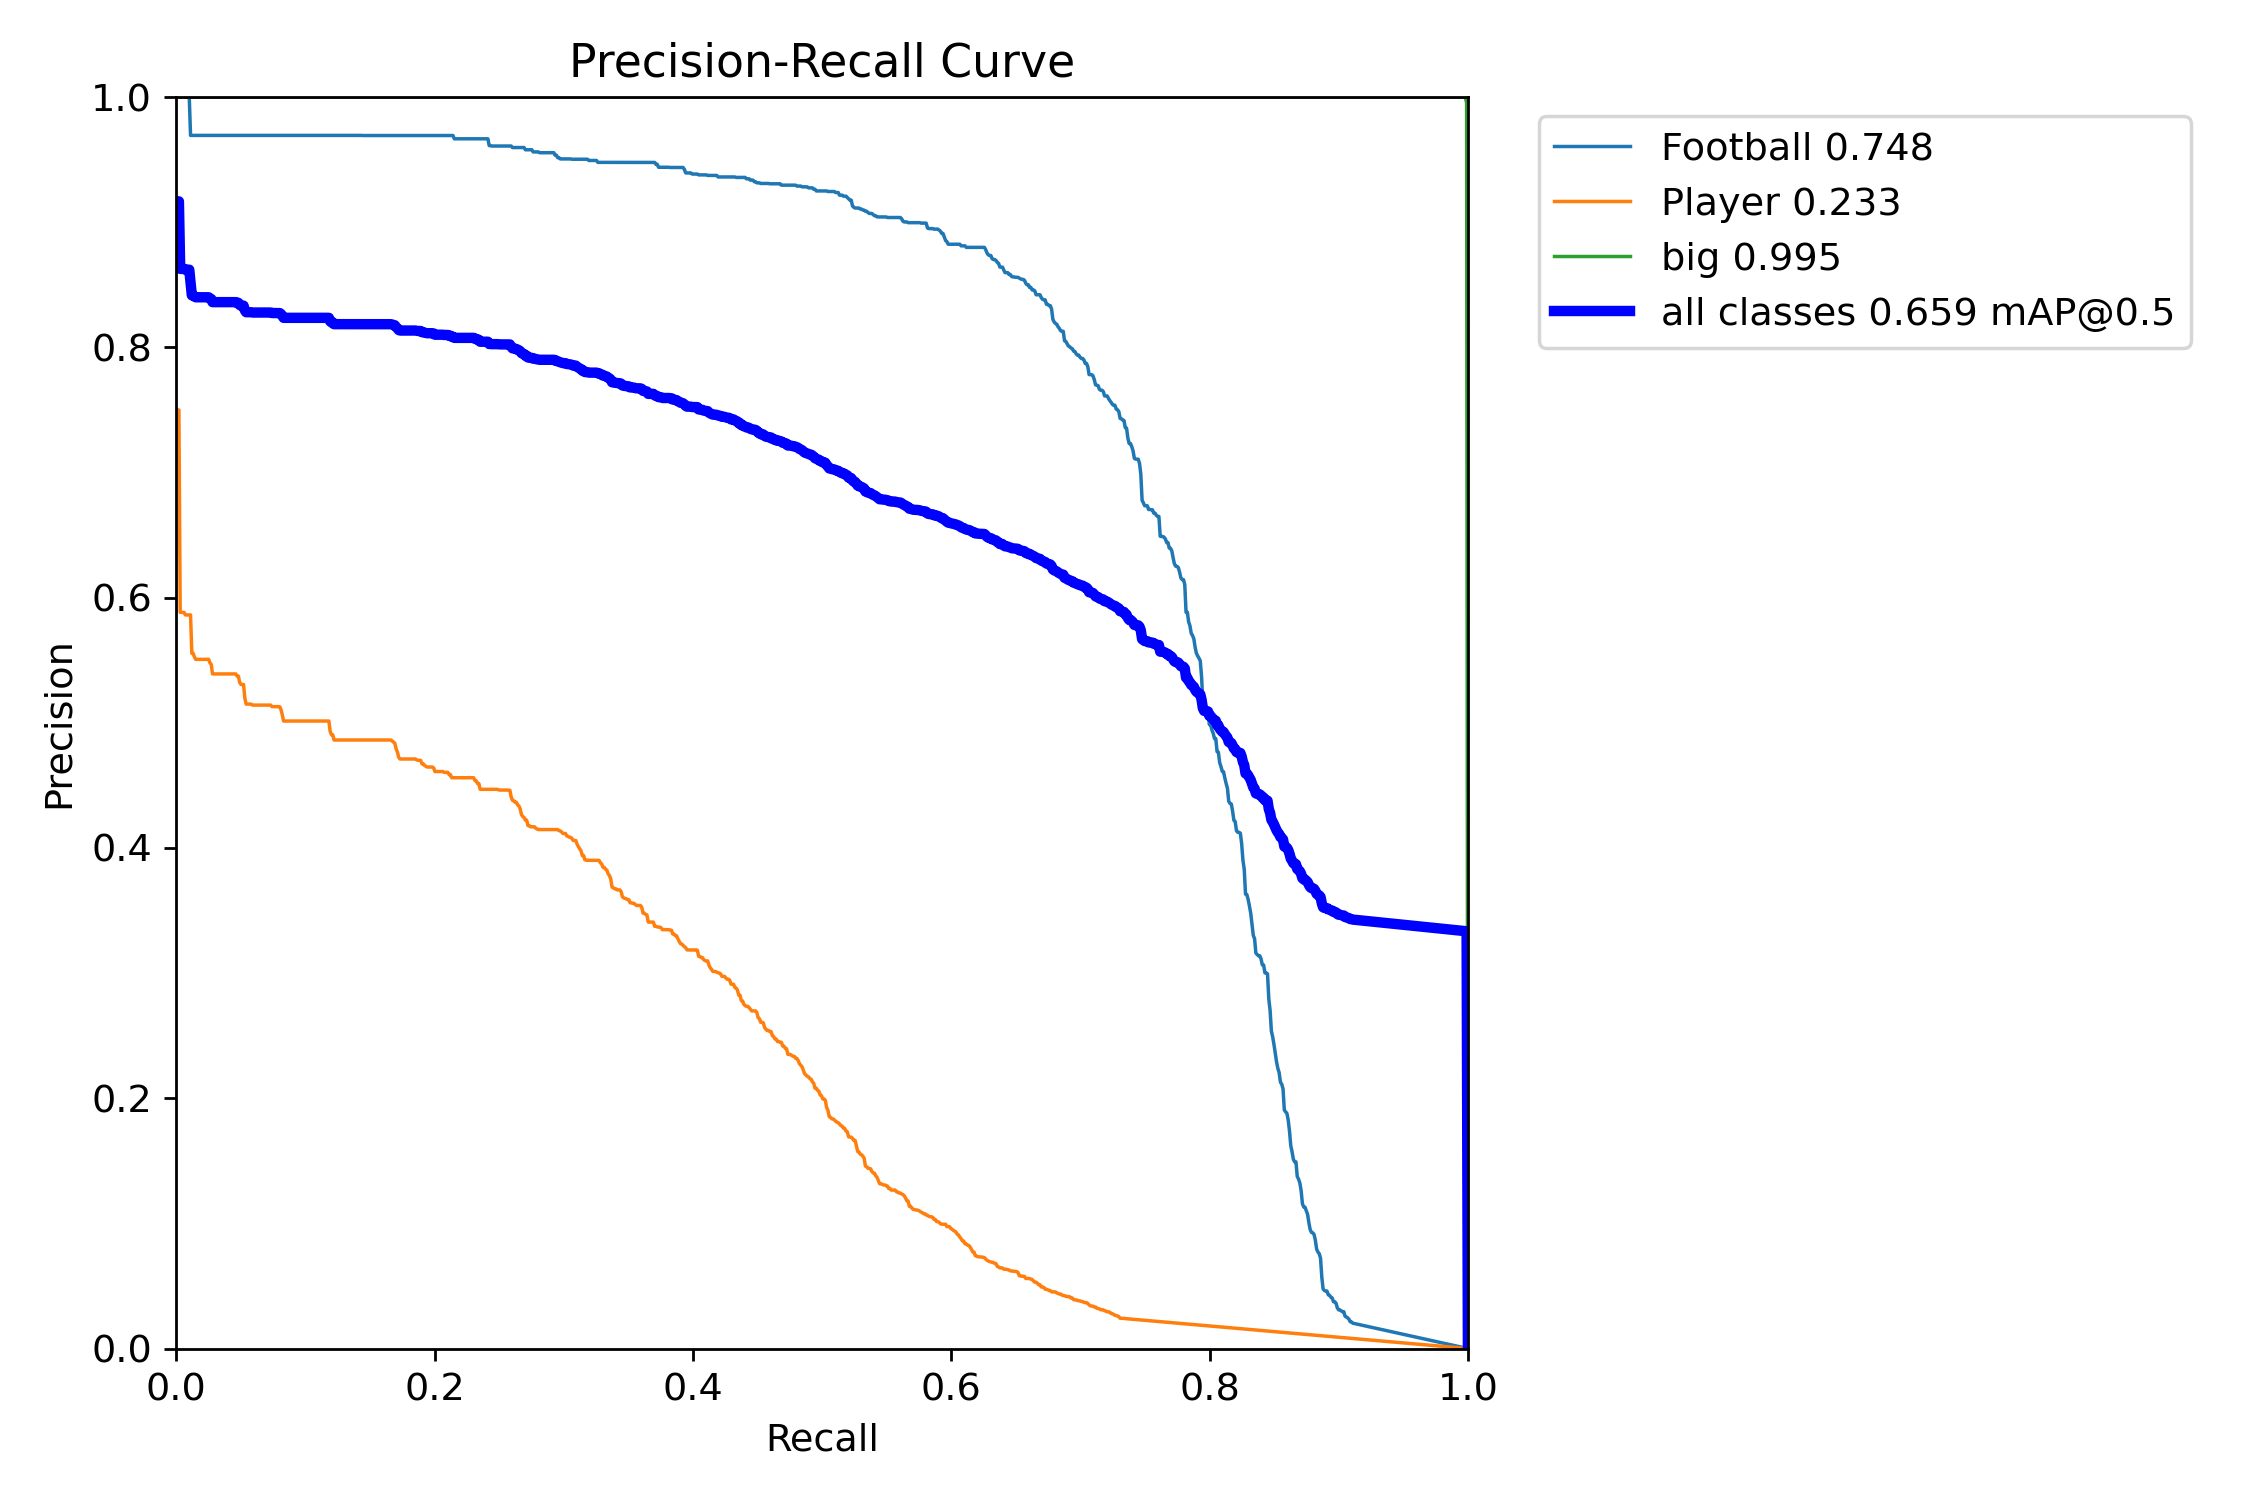 Precision-Recall Curve
1.0
0.8
0.6
0.4
0.2
0.0
Precision
0.0 0.2 0.4 0.6 0.8 1.0
Recall
Football 0.748
Player 0.233
big 0.995
all classes 0.659 mAP@0.5